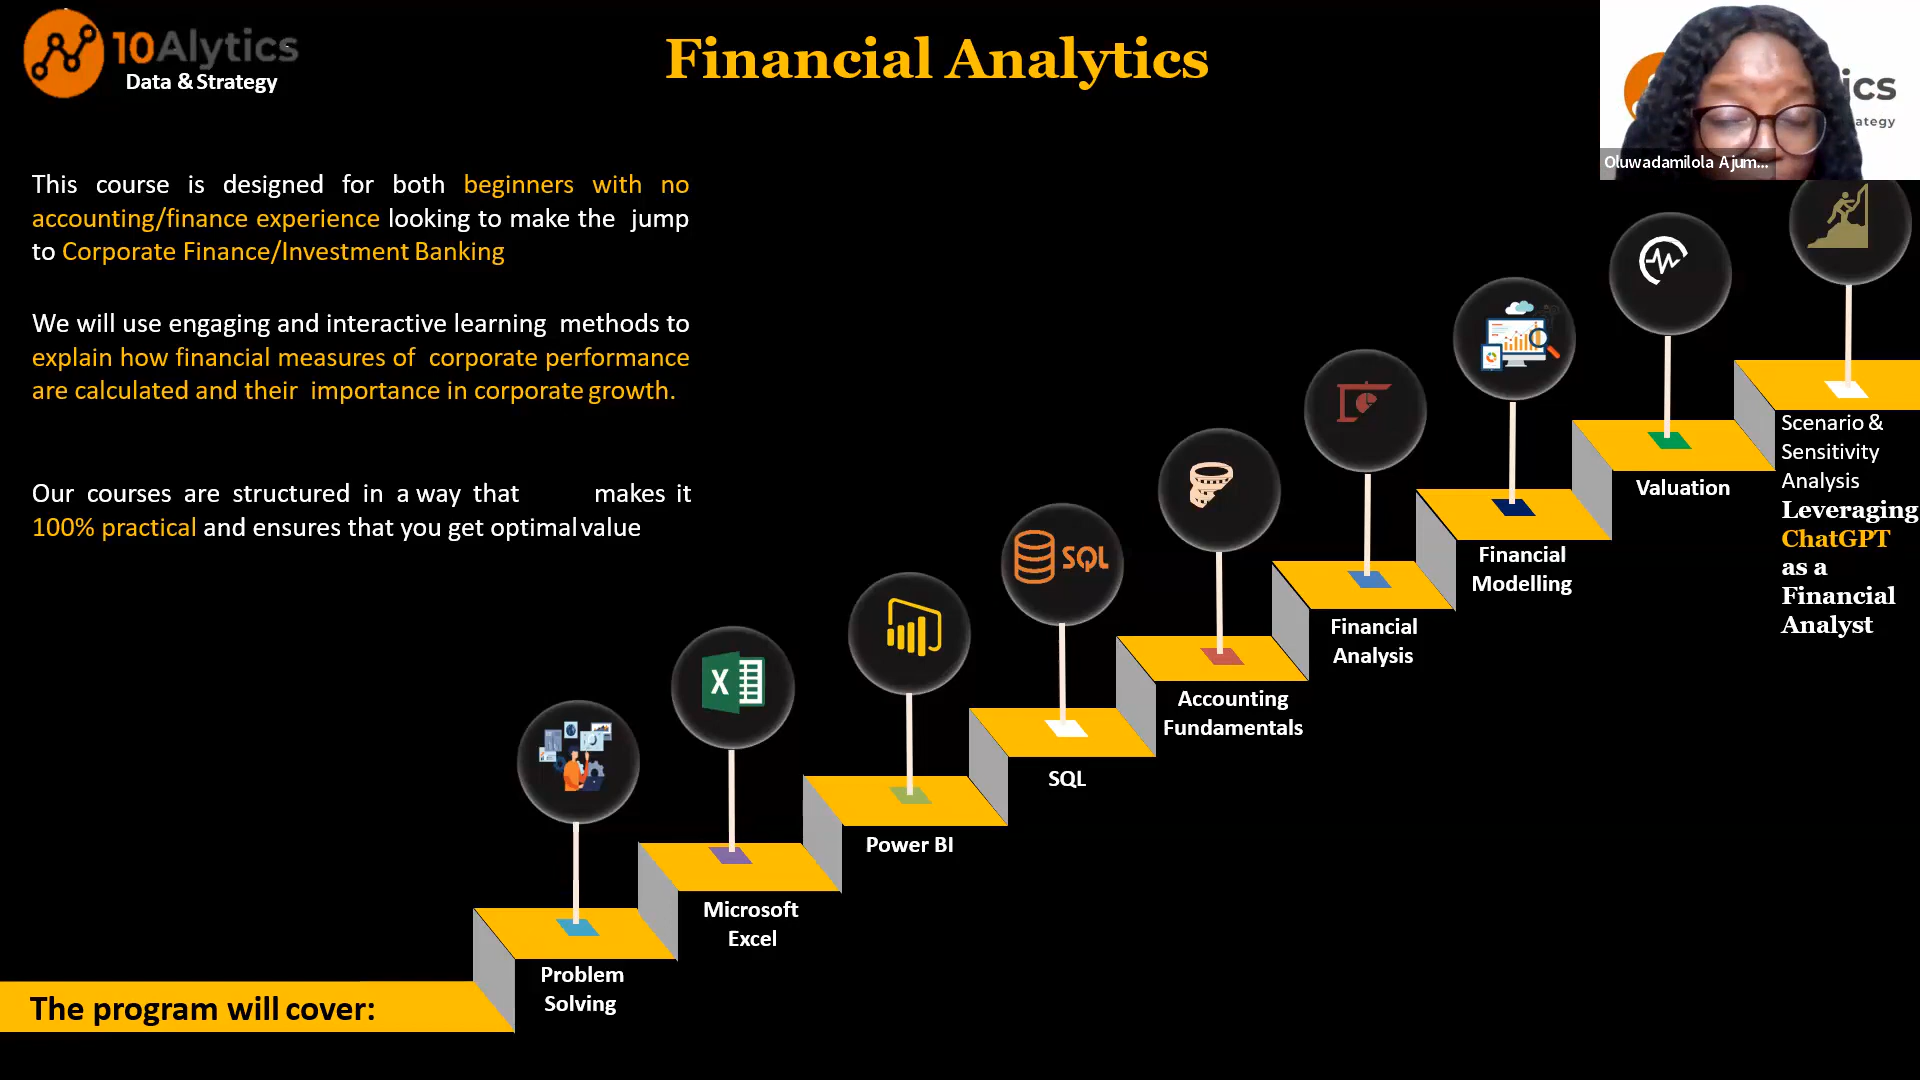 10Alytics
Data & Strategy
Financial Analytics
ics
ategy
Oluwadamilola Ajum...
This course is designed for both beginners with no
accounting/finance experience looking to make the jump
to Corporate Finance/Investment Banking
We will use engaging and interactive learning methods to
explain how financial measures of corporate performance
are calculated and their importance in corporate growth.
Our courses are structured in a way that makes it
100% practical and ensures that you get optimal value
The program will cover:
Problem
Solving
X
Microsoft
Excel
Power BI
SQL
SQL
Accounting
Fundamentals
Financial
Analysis
Financial
Modelling
Valuation
Scenario &
Sensitivity
Analysis
Leveraging
ChatGPT
as a
Financial
Analyst